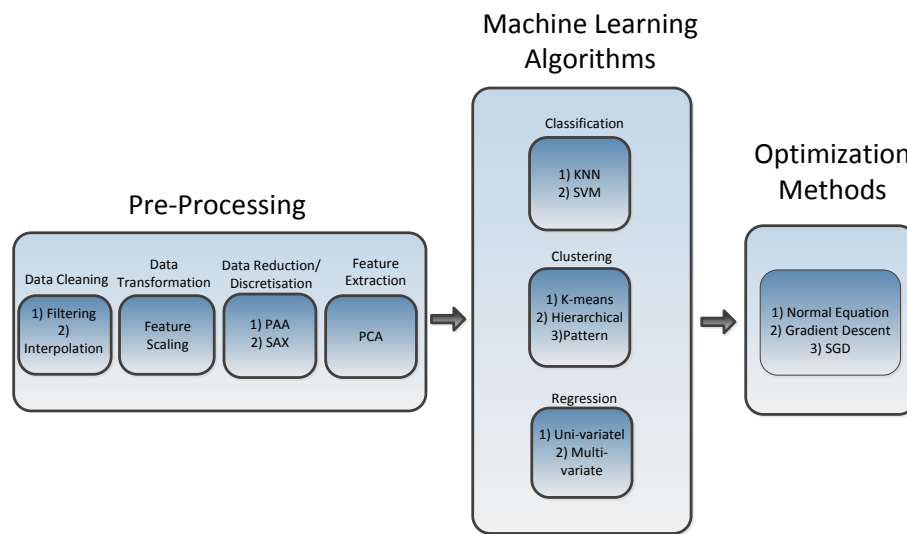 Pre-Processing
Data Cleaning
1) Filtering
2)
Interpolation
Data
Transformation
Feature
Scaling
Data Reduction/
Discretisation
1) PAA
2) SAX
Feature
Extraction
PCA
Machine Learning
Algorithms
Classification
1) KNN
2) SVM
Clustering
1) K-means
2) Hierarchical
3)Pattern
Regression
1) Uni-variatel
2) Multi-
variate
Optimization
Methods
1) Normal Equation
2) Gradient Descent
3) SGD